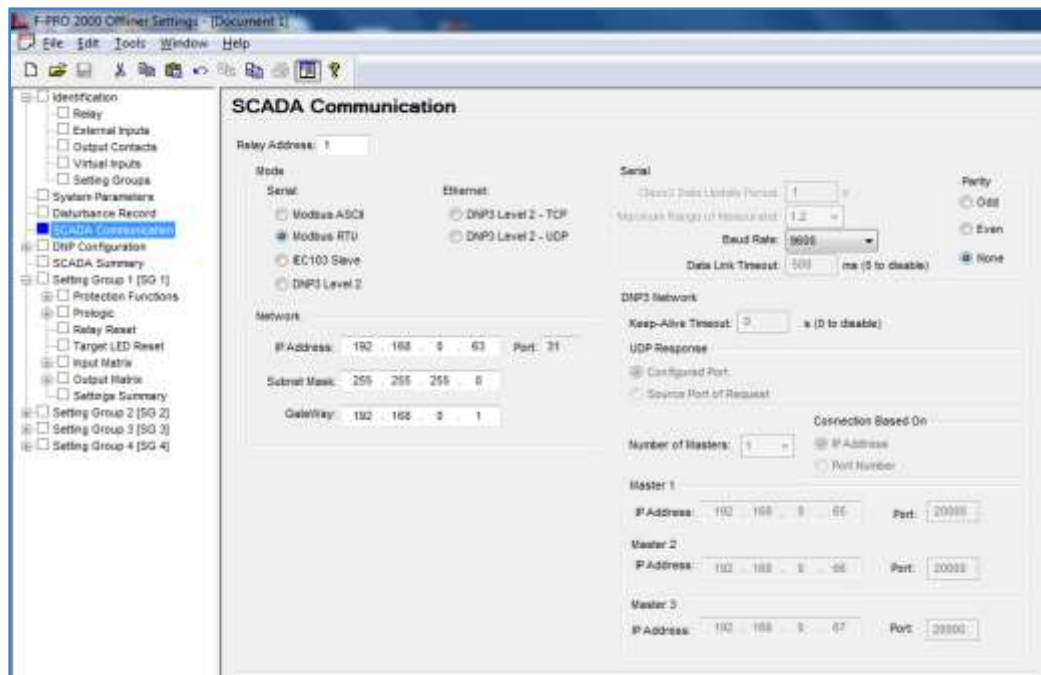 F-PRO 2000 Offliner Settings - [Document 1]
File Edit Tools Window Help
Identification
Relay
External Inputs
Output Contacts
Virtual Inputs
Setting Groups
System Parameters
Disturbance Record
SCADA Communication
DNP Configuration
SCADA Summary
Setting Group 1 [SG 1]
Protection Functions
Prologic
Relay Reset
Target LED Reset
Input Matrix
Output Matrix
Settings Summary
Setting Group 2 [SG 2]
Setting Group 3 [SG 3]
Setting Group 4 [SG 4]
SCADA Communication
Relay Address: 1
Mode
Serial: Ethernet:
Modbus ASCII DNP3 Level 2 - TCP
Modbus RTU DNP3 Level 2 - UDP
IEC103 Slave
DNP3 Level 2
Network
IP Address: 192 . 168 . 0 . 63 Port: 31
Subnet Mask: 255 . 255 . 255 . 0
GateWay: 192 . 168 . 0 . 1
Serial
Class2 Data Update Period: 1 s
Maximum Range of Measurand: 1.2
Baud Rate: 9600
Data Link Timeout: 500 ms (0 to disable)
Parity
Odd
Even
None
DNP3 Network
Keep-Alive Timeout: 0 s (0 to disable)
UDP Response
Configured Port
Source Port of Request
Number of Masters: 1
Connection Based On
IP Address
Port Number
Master 1
IP Address: 192 . 168 . 0 . 65 Port: 20000
Master 2
IP Address: 192 . 168 . 0 . 66 Port: 20000
Master 3
IP Address: 192 . 168 . 0 . 67 Port: 20000